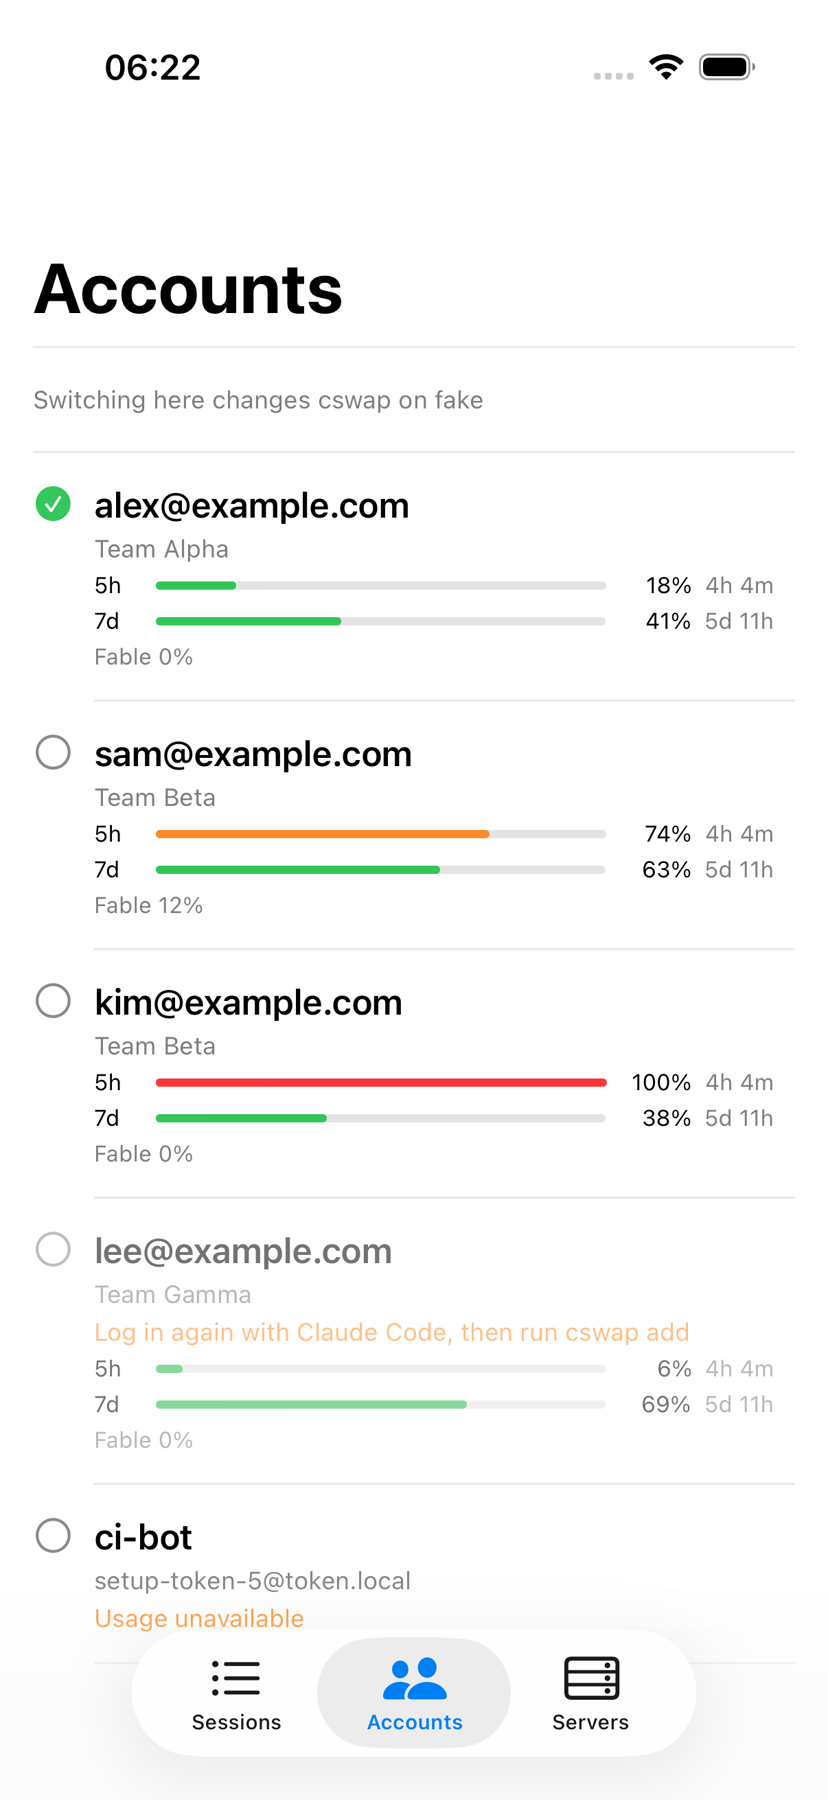 06:22
Accounts
Switching here changes cswap on fake
alex@example.com
Team Alpha
5h 18% 4h 4m
7d 41% 5d 11h
Fable 0%
sam@example.com
Team Beta
5h 74% 4h 4m
7d 63% 5d 11h
Fable 12%
kim@example.com
Team Beta
5h 100% 4h 4m
7d 38% 5d 11h
Fable 0%
lee@example.com
Team Gamma
Log in again with Claude Code, then run cswap add
5h 6% 4h 4m
7d 69% 5d 11h
Fable 0%
ci-bot
setup-token-5@token.local
Usage unavailable
Sessions Accounts Servers